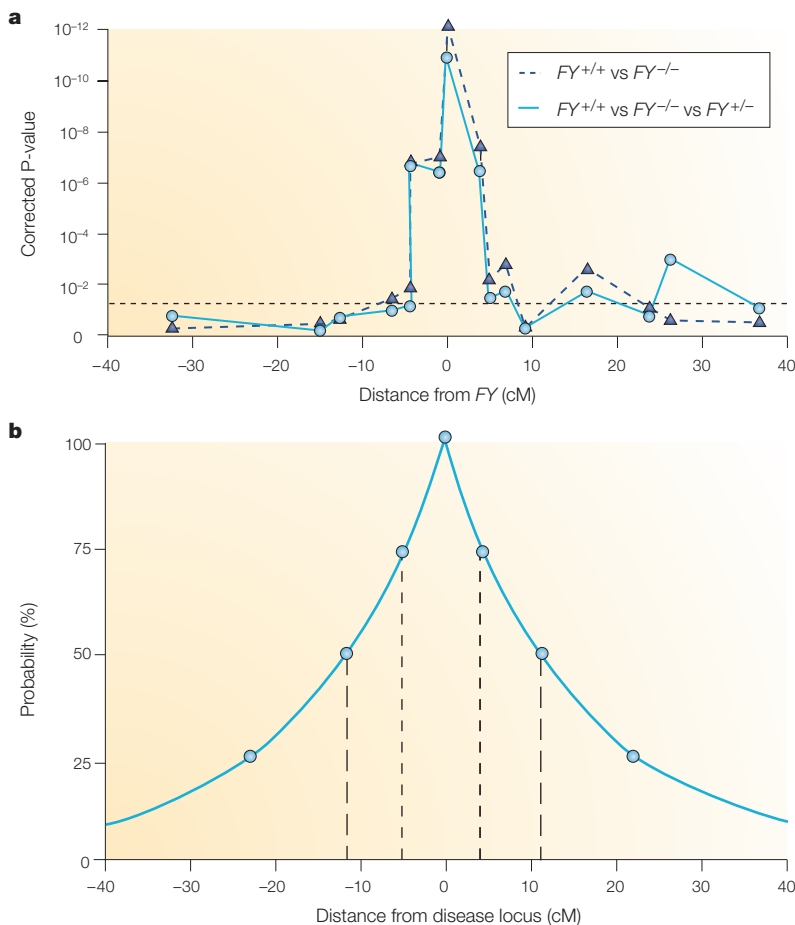 a
10⁻¹²
10⁻¹⁰
10⁻⁸
10⁻⁶
10⁻⁴
10⁻²
0
Corrected P-value
FY⁺/⁺ vs FY⁻/⁻
FY⁺/⁺ vs FY⁻/⁻ vs FY⁺/⁻
−40 −30 −20 −10 0 10 20 30 40
Distance from FY (cM)
b
100
75
50
25
0
Probability (%)
−40 −30 −20 −10 0 10 20 30 40
Distance from disease locus (cM)